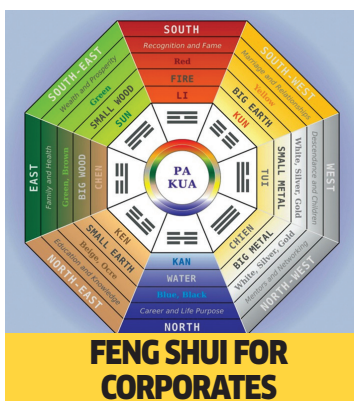 SOUTH
Recognition and Fame
Red
FIRE
LI
SOUTH-WEST
Marriage and Relationships
Yellow
BIG EARTH
KUN
WEST
Descendance and Children
White, Silver, Gold
SMALL METAL
TUI
NORTH-WEST
Mentors and Networking
White, Silver, Gold
BIG METAL
CHIEN
KAN
WATER
Blue, Black
Career and Life Purpose
NORTH
NORTH-EAST
Education and Knowledge
Beige, Ocre
SMALL EARTH
KEN
EAST
Family and Health
Green, Brown
BIG WOOD
CHEN
SOUTH-EAST
Wealth and Prosperity
Green
SMALL WOOD
SUN
PA
KUA
FENG SHUI FOR
CORPORATES